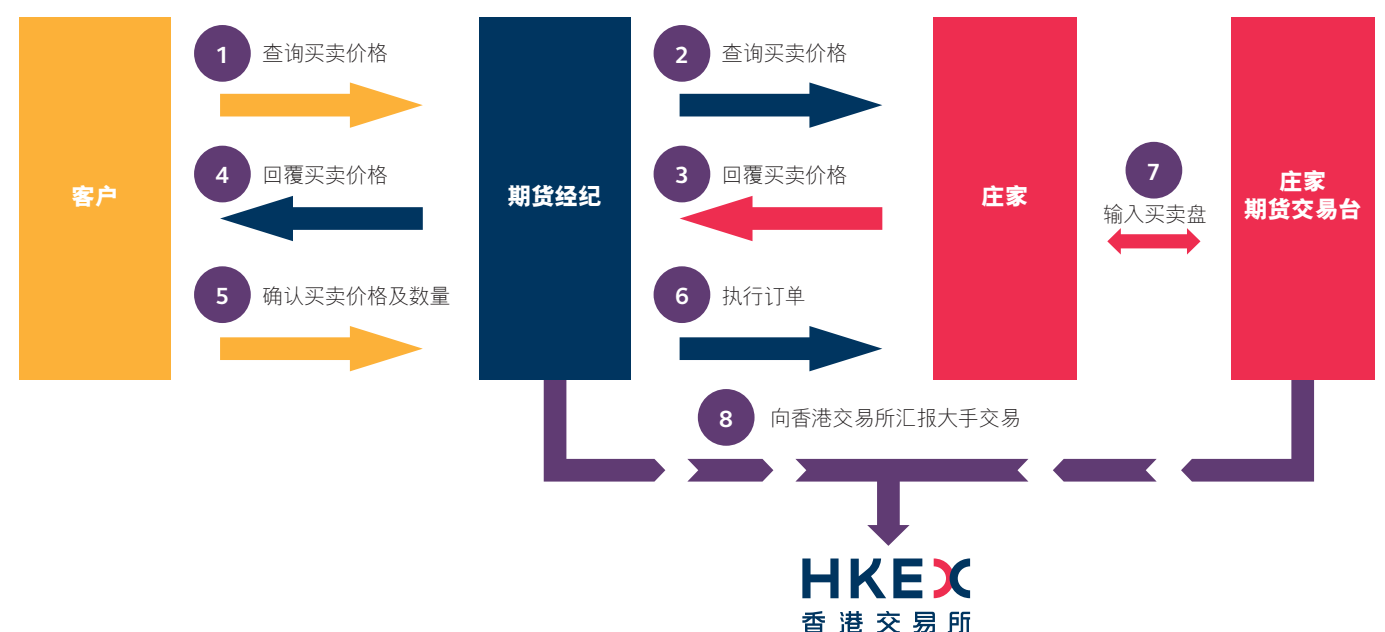 1 查询买卖价格
2 查询买卖价格
4 回覆买卖价格
3 回覆买卖价格
7
客户
期货经纪
庄家
输入买卖盘
庄家
期货交易台
5 确认买卖价格及数量
6 执行订单
8 向香港交易所汇报大手交易
HKEX
香港交易所